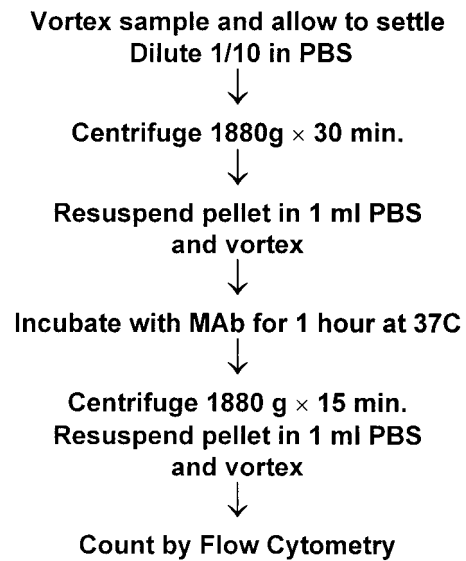 Vortex sample and allow to settle
Dilute 1/10 in PBS
Centrifuge 1880g × 30 min.
Resuspend pellet in 1 ml PBS
and vortex
Incubate with MAb for 1 hour at 37C
Centrifuge 1880 g × 15 min.
Resuspend pellet in 1 ml PBS
and vortex
Count by Flow Cytometry